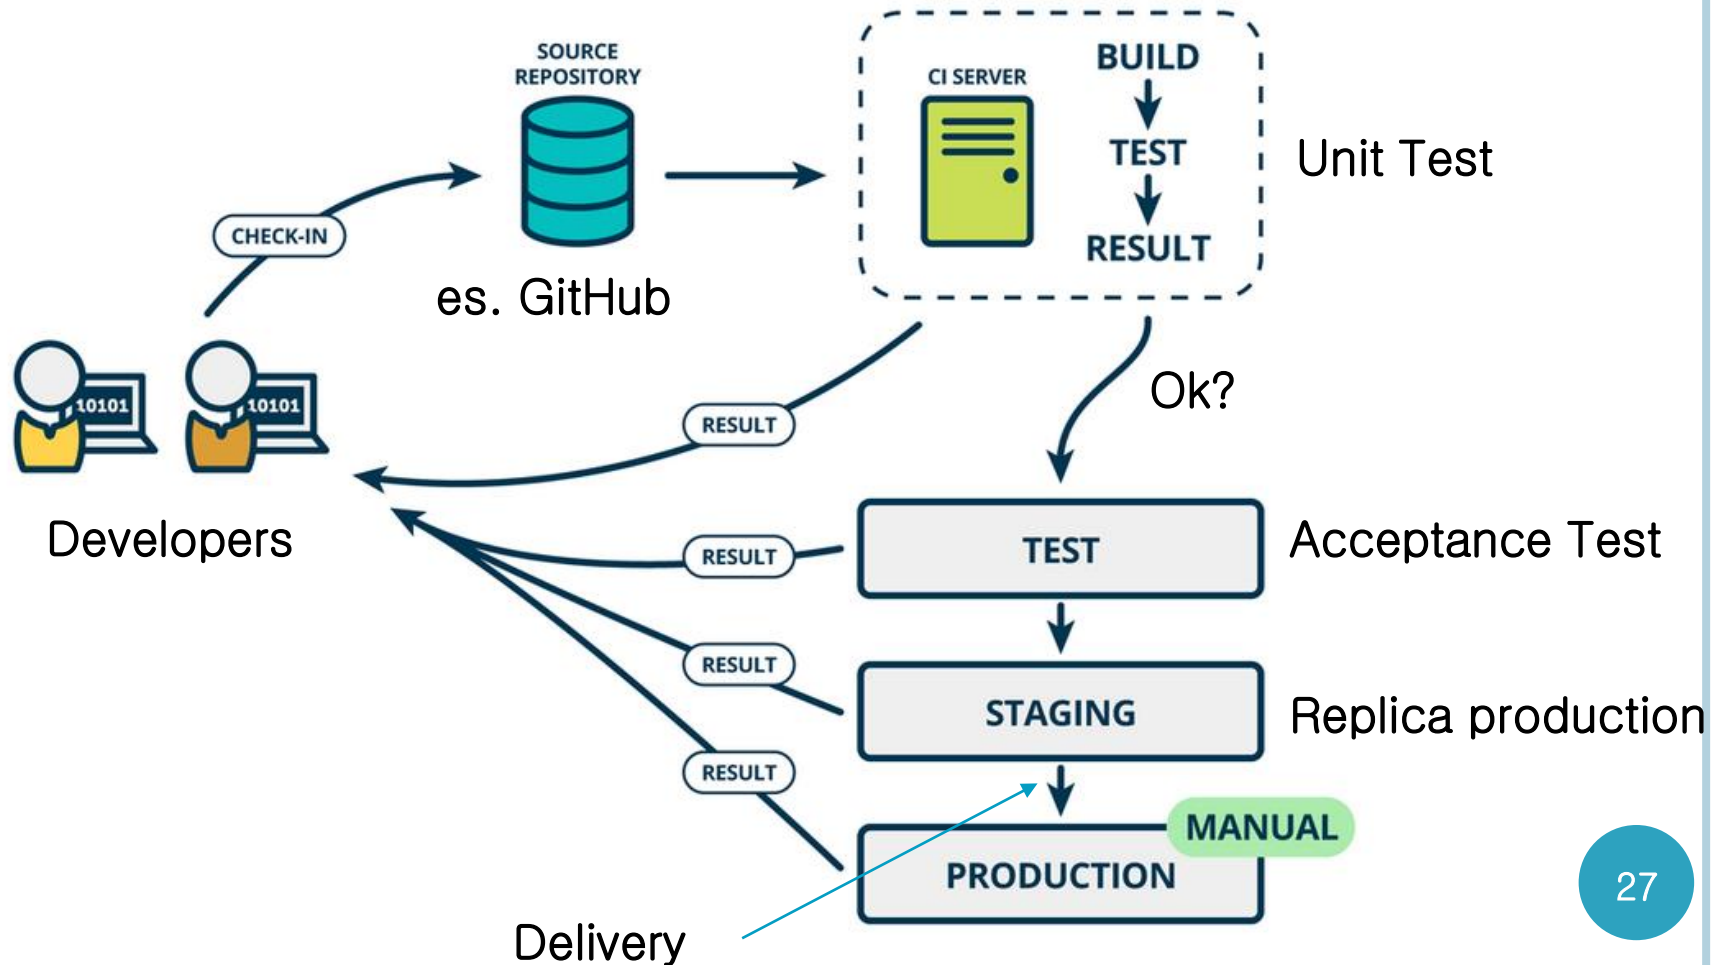 SOURCE
REPOSITORY
CI SERVER
BUILD
TEST
RESULT
Unit Test
CHECK-IN
es. GitHub
10101
10101
Developers
Ok?
RESULT
TEST
Acceptance Test
RESULT
STAGING
Replica production
RESULT
MANUAL
PRODUCTION
RESULT
Delivery
27